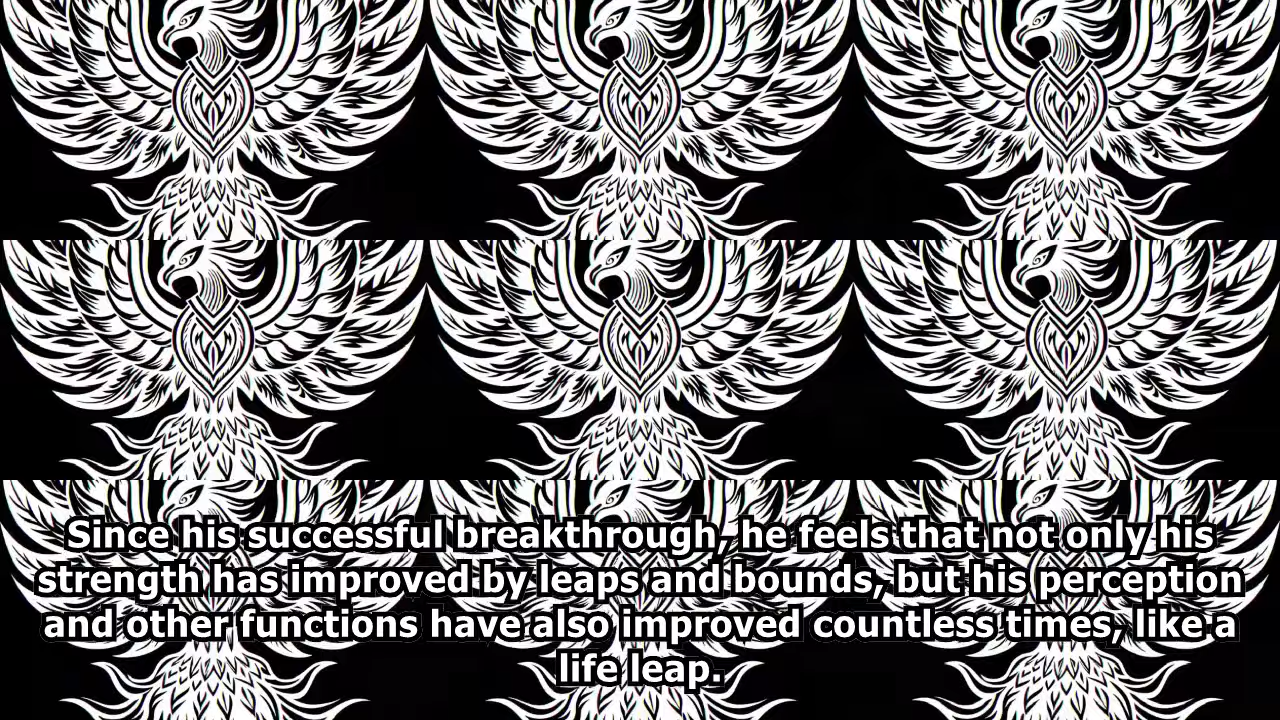 Since his successful breakthrough, he feels that not only his
strength has improved by leaps and bounds, but his perception
and other functions have also improved countless times, like a
life leap.